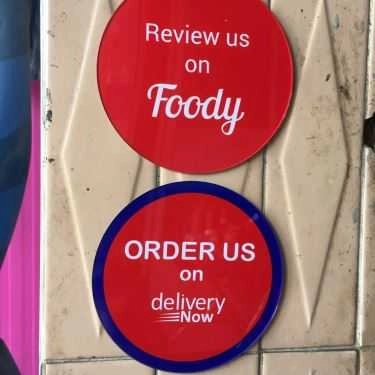 Review us
on
Foody
ORDER US
on
delivery
Now